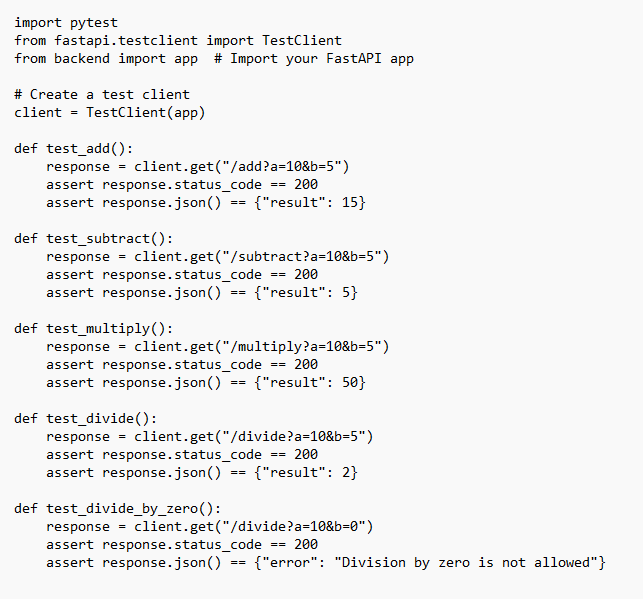 import pytest
from fastapi.testclient import TestClient
from backend import app  # Import your FastAPI app

# Create a test client
client = TestClient(app)

def test_add():
    response = client.get("/add?a=10&b=5")
    assert response.status_code == 200
    assert response.json() == {"result": 15}

def test_subtract():
    response = client.get("/subtract?a=10&b=5")
    assert response.status_code == 200
    assert response.json() == {"result": 5}

def test_multiply():
    response = client.get("/multiply?a=10&b=5")
    assert response.status_code == 200
    assert response.json() == {"result": 50}

def test_divide():
    response = client.get("/divide?a=10&b=5")
    assert response.status_code == 200
    assert response.json() == {"result": 2}

def test_divide_by_zero():
    response = client.get("/divide?a=10&b=0")
    assert response.status_code == 200
    assert response.json() == {"error": "Division by zero is not allowed"}